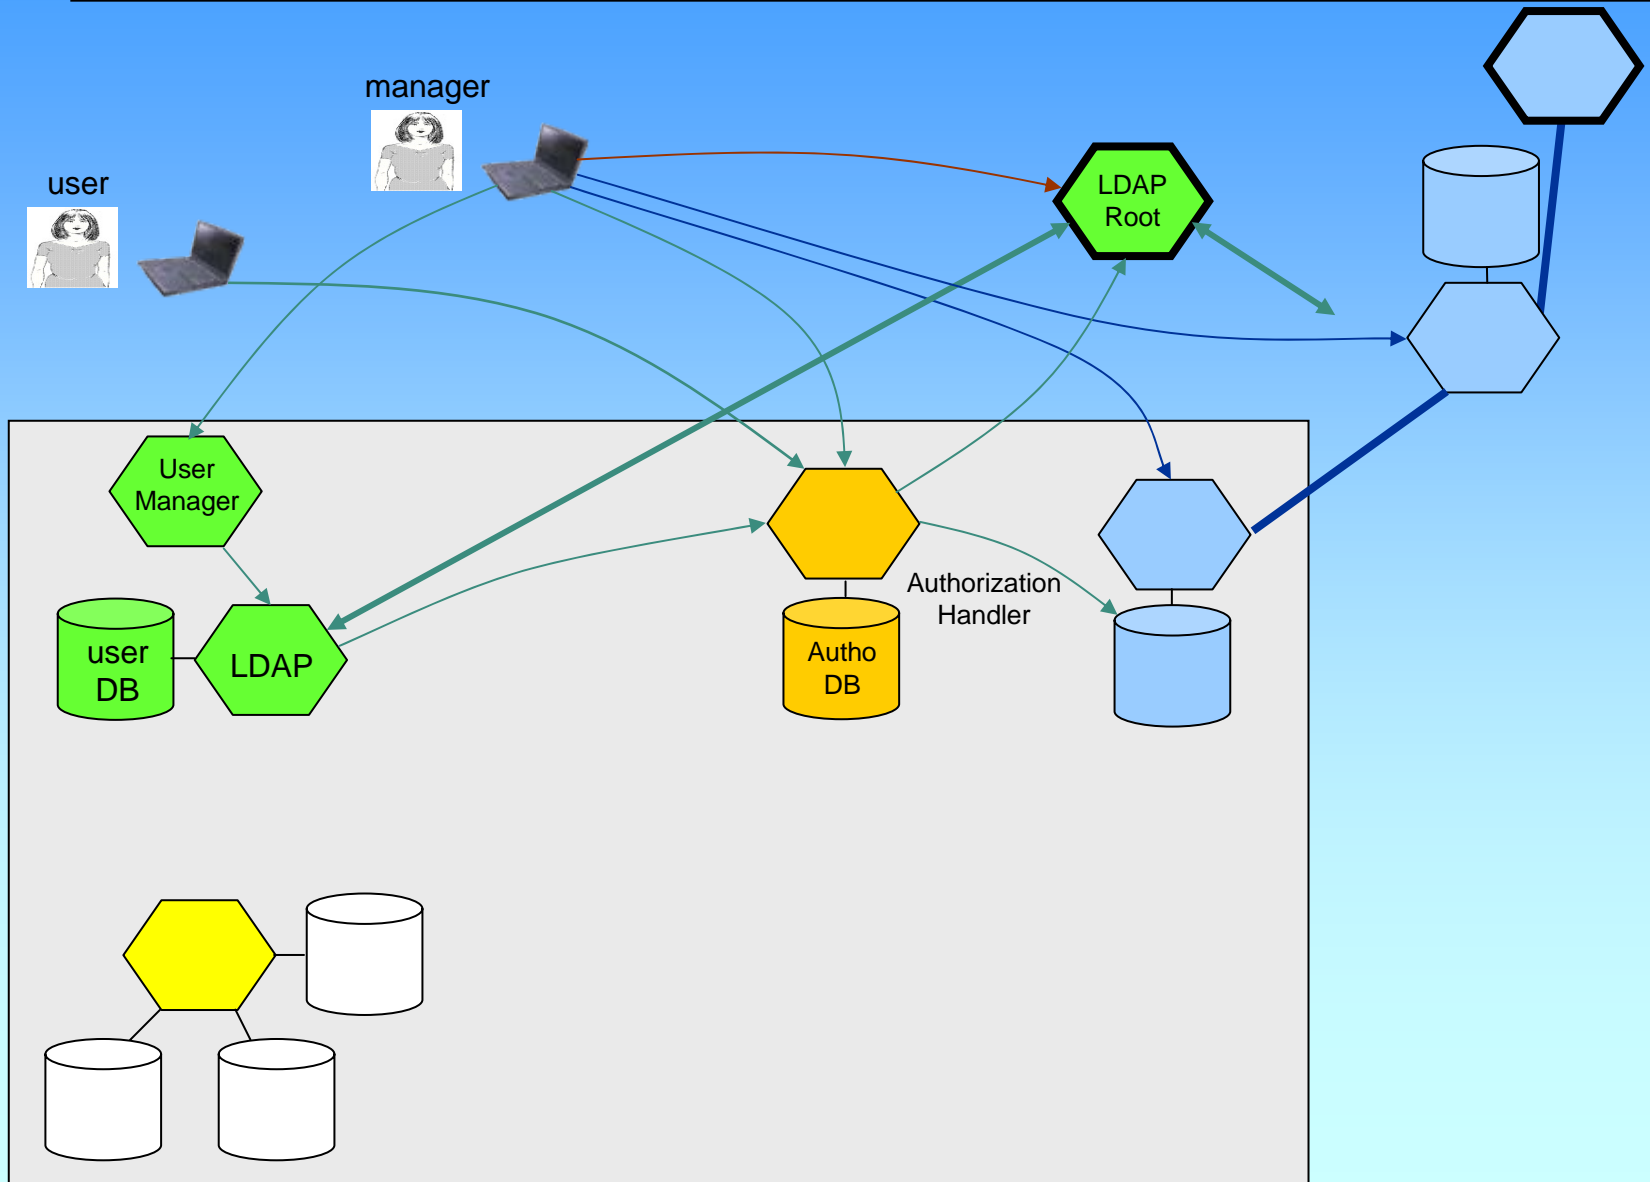 manager
user
LDAP
Root
User
Manager
Authorization
Handler
user
DB
LDAP
Autho
DB